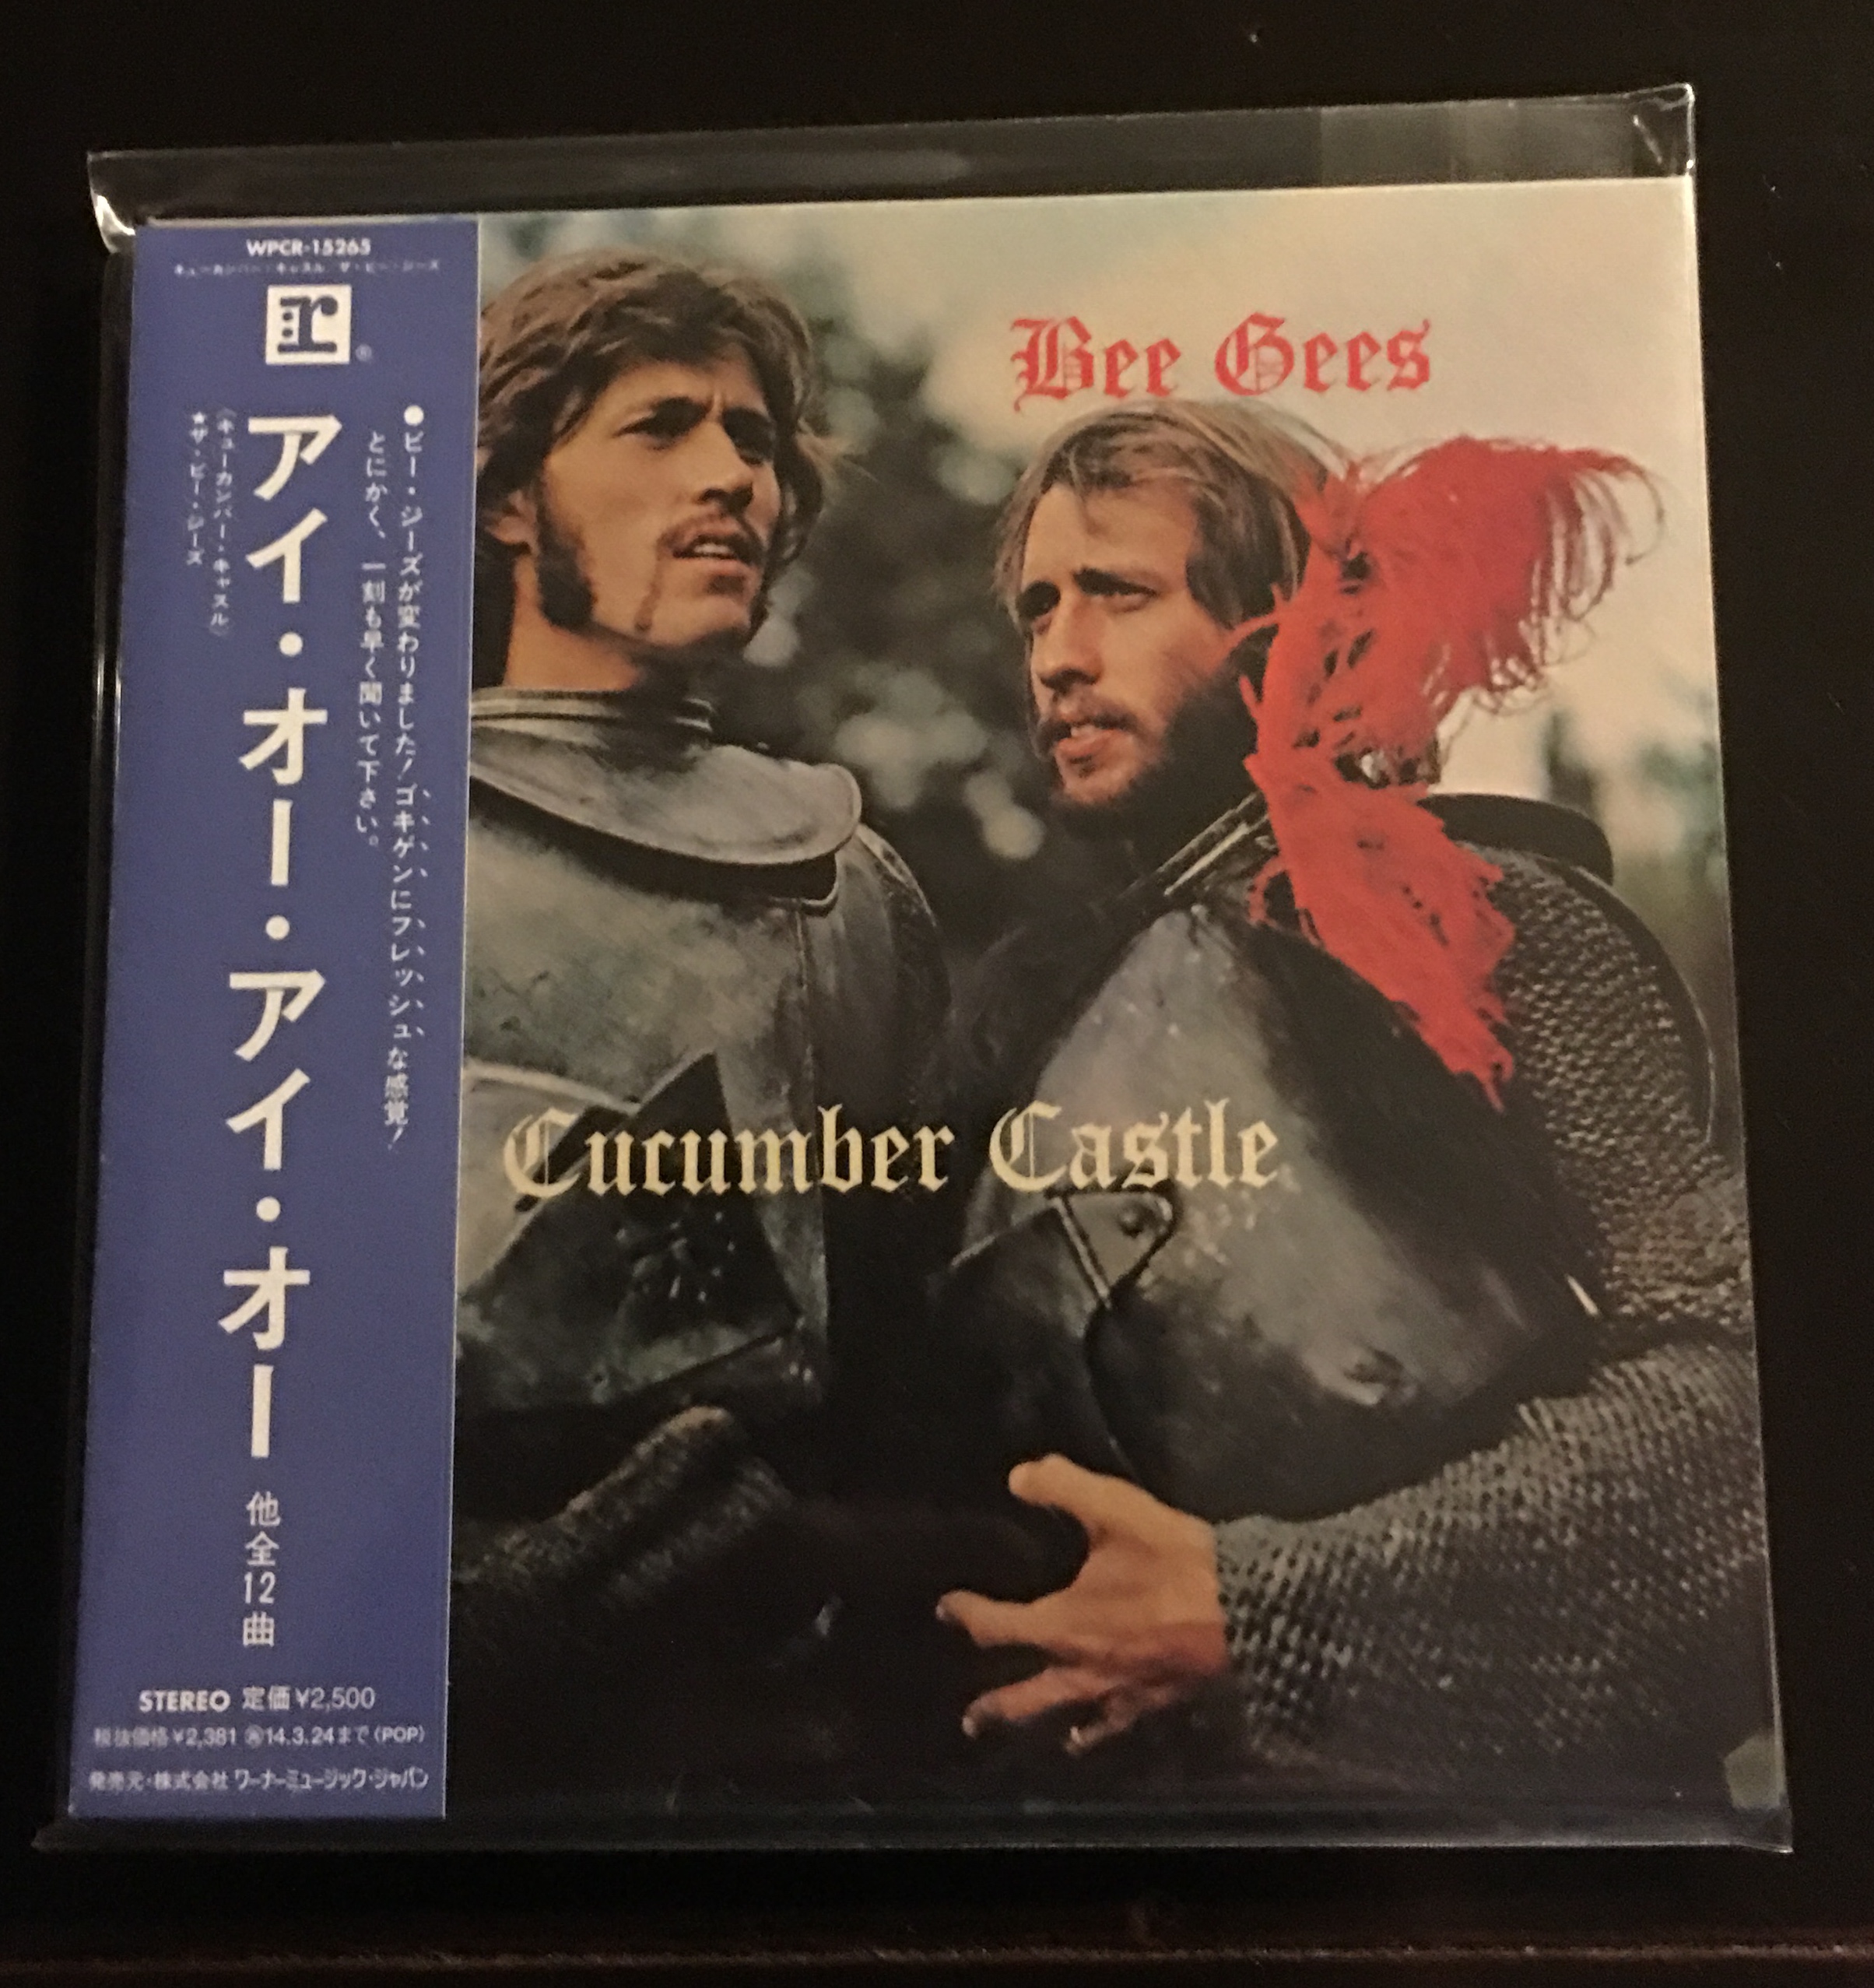 WPCR-15265
キューカンバー・キャスル/ザ・ビー・ジーズ
r
®
●ビー・ジーズが変わりました！ゴキゲンにフレッシュな感覚！
とにかく、一刻も早く聞いて下さい。
アイ・オー・アイ・オー 他全12曲
(キューカンバー・キャスル)
★ザ・ビー・ジーズ
STEREO 定価¥2,500
税抜価格¥2,381 再14.3.24まで(POP)
発売元・株式会社 ワーナーミュージック・ジャパン
Bee Gees
Cucumber Castle